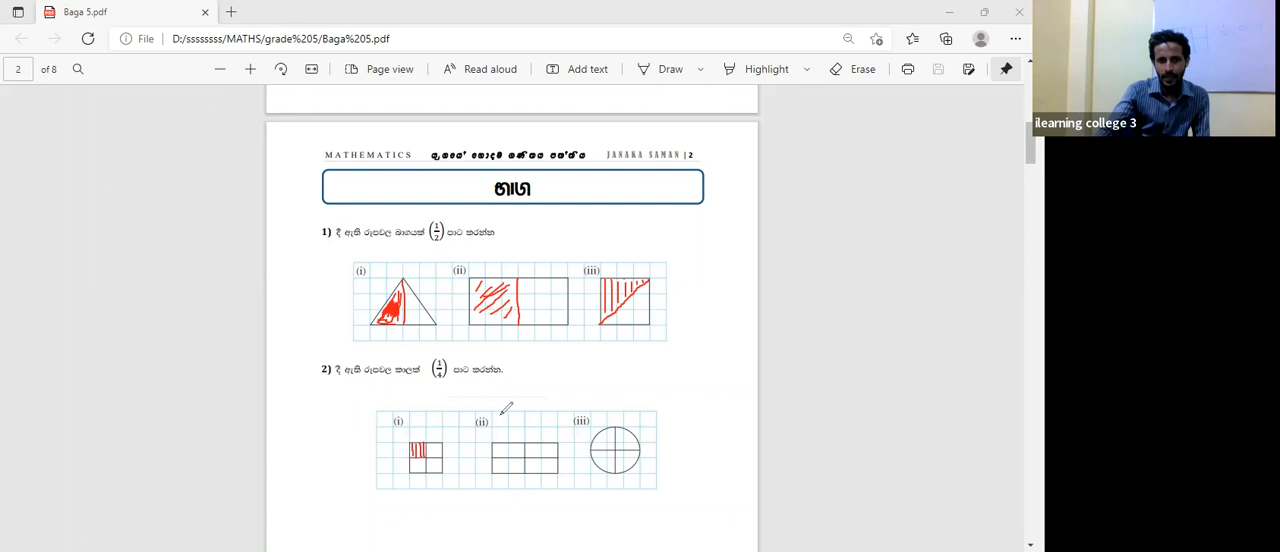 Baga 5.pdf
File
D:/ssssssss/MATHS/grade%205/Baga%205.pdf
2 of 8
Page view
Read aloud
Add text
Draw
Highlight
Erase
ilearning college 3
MATHEMATICS
JANAKA SAMAN | 2
භාග
1) දී ඇති රූපවල බාගයක් (1/2) පාට කරන්න
(i) (ii) (iii)
2) දී ඇති රූපවල කාලක් (1/4) පාට කරන්න.
(i) (ii) (iii)